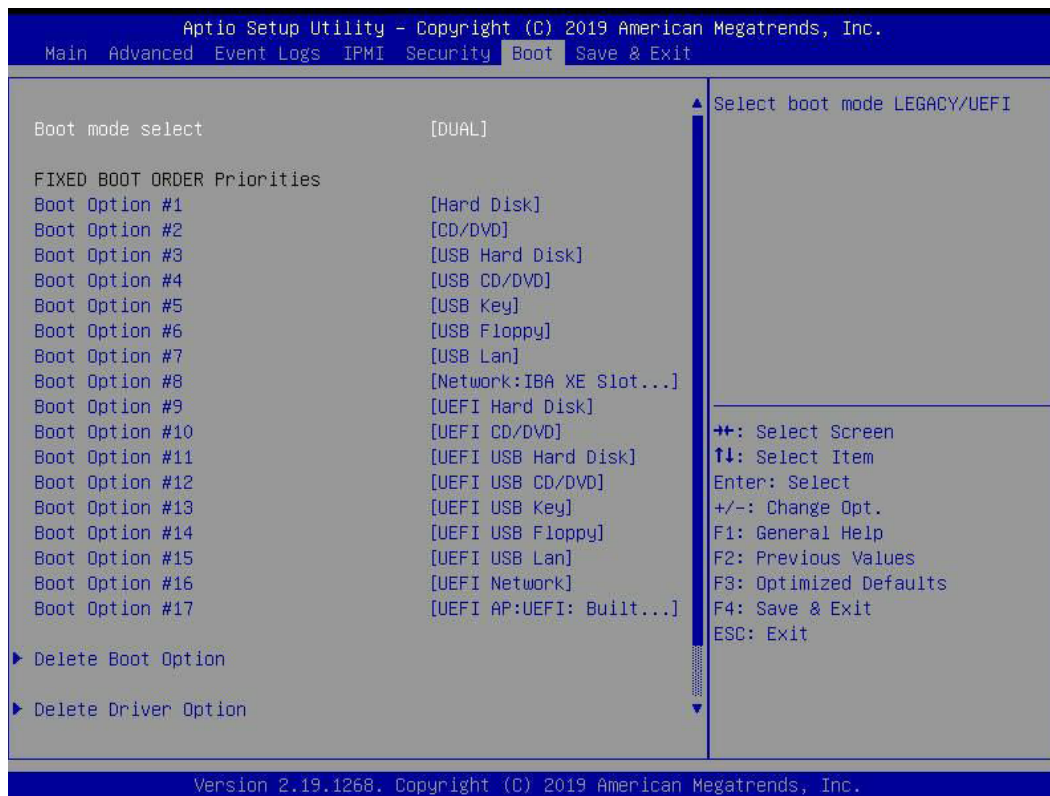 Aptio Setup Utility – Copyright (C) 2019 American Megatrends, Inc.
Main Advanced Event Logs IPMI Security Boot Save & Exit
Boot mode select [DUAL]
FIXED BOOT ORDER Priorities
Boot Option #1 [Hard Disk]
Boot Option #2 [CD/DVD]
Boot Option #3 [USB Hard Disk]
Boot Option #4 [USB CD/DVD]
Boot Option #5 [USB Key]
Boot Option #6 [USB Floppy]
Boot Option #7 [USB Lan]
Boot Option #8 [Network:IBA XE Slot...]
Boot Option #9 [UEFI Hard Disk]
Boot Option #10 [UEFI CD/DVD]
Boot Option #11 [UEFI USB Hard Disk]
Boot Option #12 [UEFI USB CD/DVD]
Boot Option #13 [UEFI USB Key]
Boot Option #14 [UEFI USB Floppy]
Boot Option #15 [UEFI USB Lan]
Boot Option #16 [UEFI Network]
Boot Option #17 [UEFI AP:UEFI: Built...]
Delete Boot Option
Delete Driver Option
Select boot mode LEGACY/UEFI
→←: Select Screen
↑↓: Select Item
Enter: Select
+/-: Change Opt.
F1: General Help
F2: Previous Values
F3: Optimized Defaults
F4: Save & Exit
ESC: Exit
Version 2.19.1268. Copyright (C) 2019 American Megatrends, Inc.